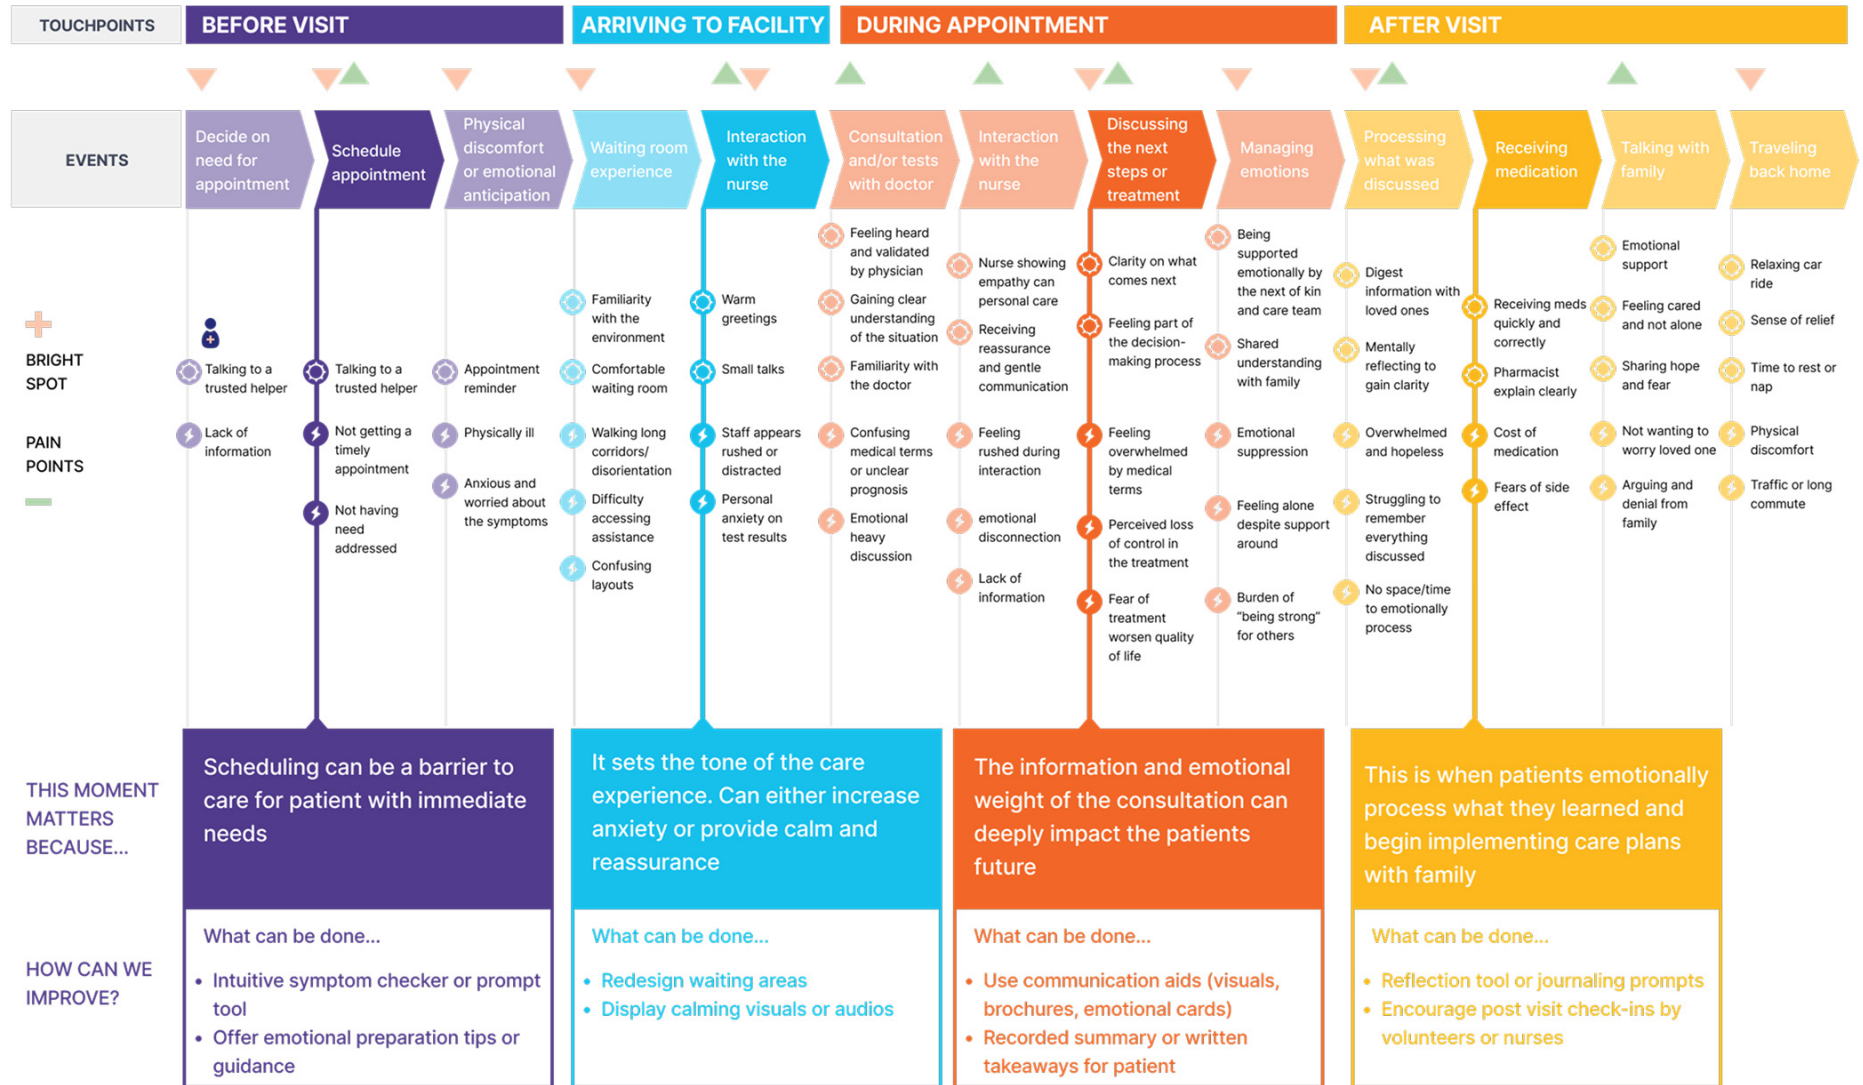 TOUCHPOINTS
BEFORE VISIT
ARRIVING TO FACILITY
DURING APPOINTMENT
AFTER VISIT
EVENTS
Decide on
need for
appointment
Schedule
appointment
Physical
discomfort
or emotional
anticipation
Waiting room
experience
Interaction
with the
nurse
Consultation
and/or tests
with doctor
Interaction
with the
nurse
Discussing
the next
steps or
treatment
Managing
emotions
Processing
what was
discussed
Receiving
medication
Talking with
family
Traveling
back home
BRIGHT
SPOT
PAIN
POINTS
Talking to a
trusted helper
Lack of
information
Talking to a
trusted helper
Not getting a
timely
appointment
Not having
need
addressed
Appointment
reminder
Physically ill
Anxious and
worried about
the symptoms
Familiarity
with the
environment
Comfortable
waiting room
Walking long
corridors/
disorientation
Difficulty
accessing
assistance
Confusing
layouts
Warm
greetings
Small talks
Staff appears
rushed or
distracted
Personal
anxiety on
test results
Feeling heard
and validated
by physician
Gaining clear
understanding
of the situation
Familiarity with
the doctor
Confusing
medical terms
or unclear
prognosis
Emotional
heavy
discussion
Nurse showing
empathy can
personal care
Receiving
reassurance
and gentle
communication
Feeling
rushed during
interaction
emotional
disconnection
Lack of
information
Clarity on what
comes next
Feeling part of
the decision-
making process
Feeling
overwhelmed
by medical
terms
Perceived loss
of control in
the treatment
Fear of
treatment
worsen quality
of life
Being
supported
emotionally by
the next of kin
and care team
Shared
understanding
with family
Emotional
suppression
Feeling alone
despite support
around
Burden of
“being strong”
for others
Digest
information with
loved ones
Mentally
reflecting to
gain clarity
Overwhelmed
and hopeless
Struggling to
remember
everything
discussed
No space/time
to emotionally
process
Receiving meds
quickly and
correctly
Pharmacist
explain clearly
Cost of
medication
Fears of side
effect
Emotional
support
Feeling cared
and not alone
Sharing hope
and fear
Not wanting to
worry loved one
Arguing and
denial from
family
Relaxing car
ride
Sense of relief
Time to rest or
nap
Physical
discomfort
Traffic or long
commute
THIS MOMENT
MATTERS
BECAUSE...
Scheduling can be a barrier to
care for patient with immediate
needs
It sets the tone of the care
experience. Can either increase
anxiety or provide calm and
reassurance
The information and emotional
weight of the consultation can
deeply impact the patients
future
This is when patients emotionally
process what they learned and
begin implementing care plans
with family
HOW CAN WE
IMPROVE?
What can be done...
• Intuitive symptom checker or prompt
tool
• Offer emotional preparation tips or
guidance
What can be done...
• Redesign waiting areas
• Display calming visuals or audios
What can be done...
• Use communication aids (visuals,
brochures, emotional cards)
• Recorded summary or written
takeaways for patient
What can be done...
• Reflection tool or journaling prompts
• Encourage post visit check-ins by
volunteers or nurses